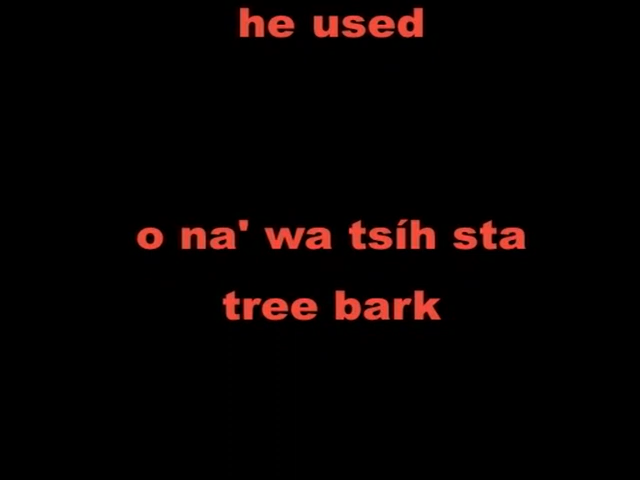 he used
o na' wa tsíh sta
tree bark